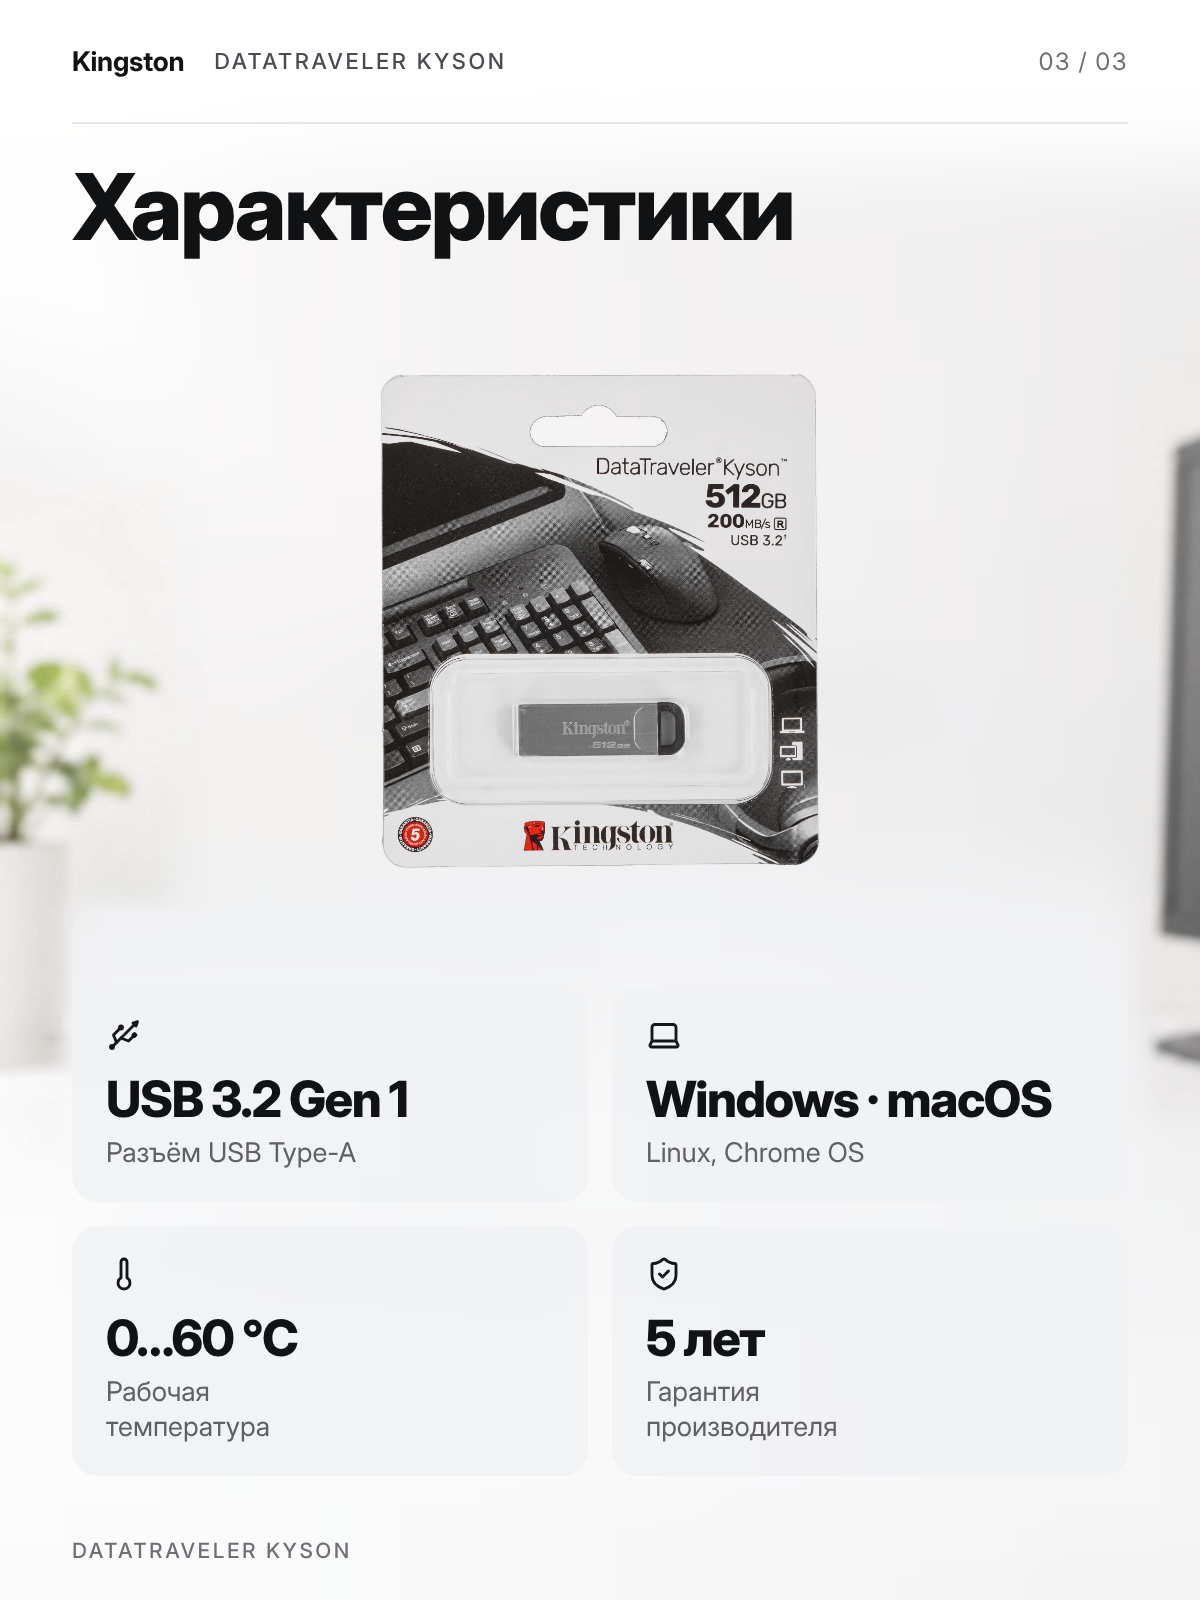 Kingston DATATRAVELER KYSON 03 / 03
Характеристики
DataTraveler® Kyson™
512GB
200MB/s R
USB 3.2†
Kingston®
512GB
5
Kingston
TECHNOLOGY
USB 3.2 Gen 1
Разъём USB Type-A
Windows · macOS
Linux, Chrome OS
0...60 °C
Рабочая
температура
5 лет
Гарантия
производителя
DATATRAVELER KYSON